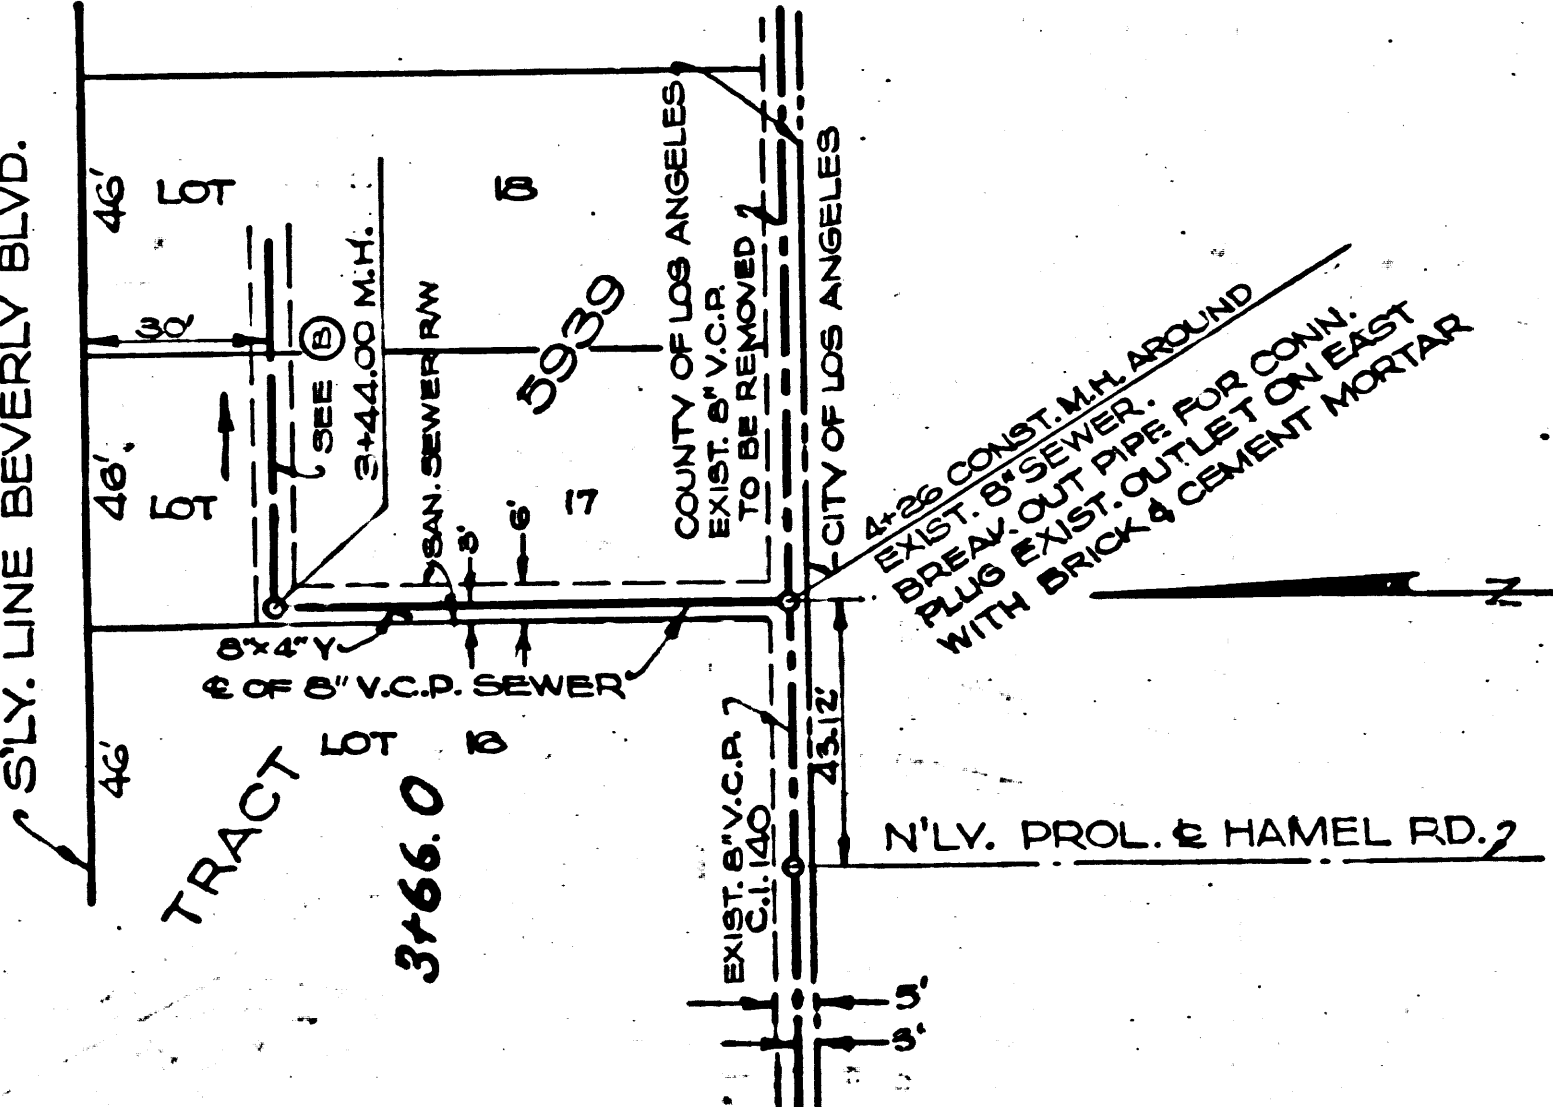 S'LY. LINE BEVERLY BLVD.
46'
LOT
18
30'
SEE B
3+44.00 M.H.
SAN. SEWER R/W
5939
COUNTY OF LOS ANGELES
EXIST. 8" V.C.P.
TO BE REMOVED
CITY OF LOS ANGELES
46'
LOT
17
3'
6'
4+26 CONST. M.H. AROUND
EXIST. 8" SEWER.
BREAK OUT PIPE FOR CONN.
PLUG EXIST. OUTLET ON EAST
WITH BRICK & CEMENT MORTAR
N
8"x4" Y
℄ OF 8" V.C.P. SEWER
46'
LOT 16
TRACT
3+66.0
EXIST. 8" V.C.P.
C.I. 140
43.12'
N'LY. PROL. ℄ HAMEL RD.
5'
3'